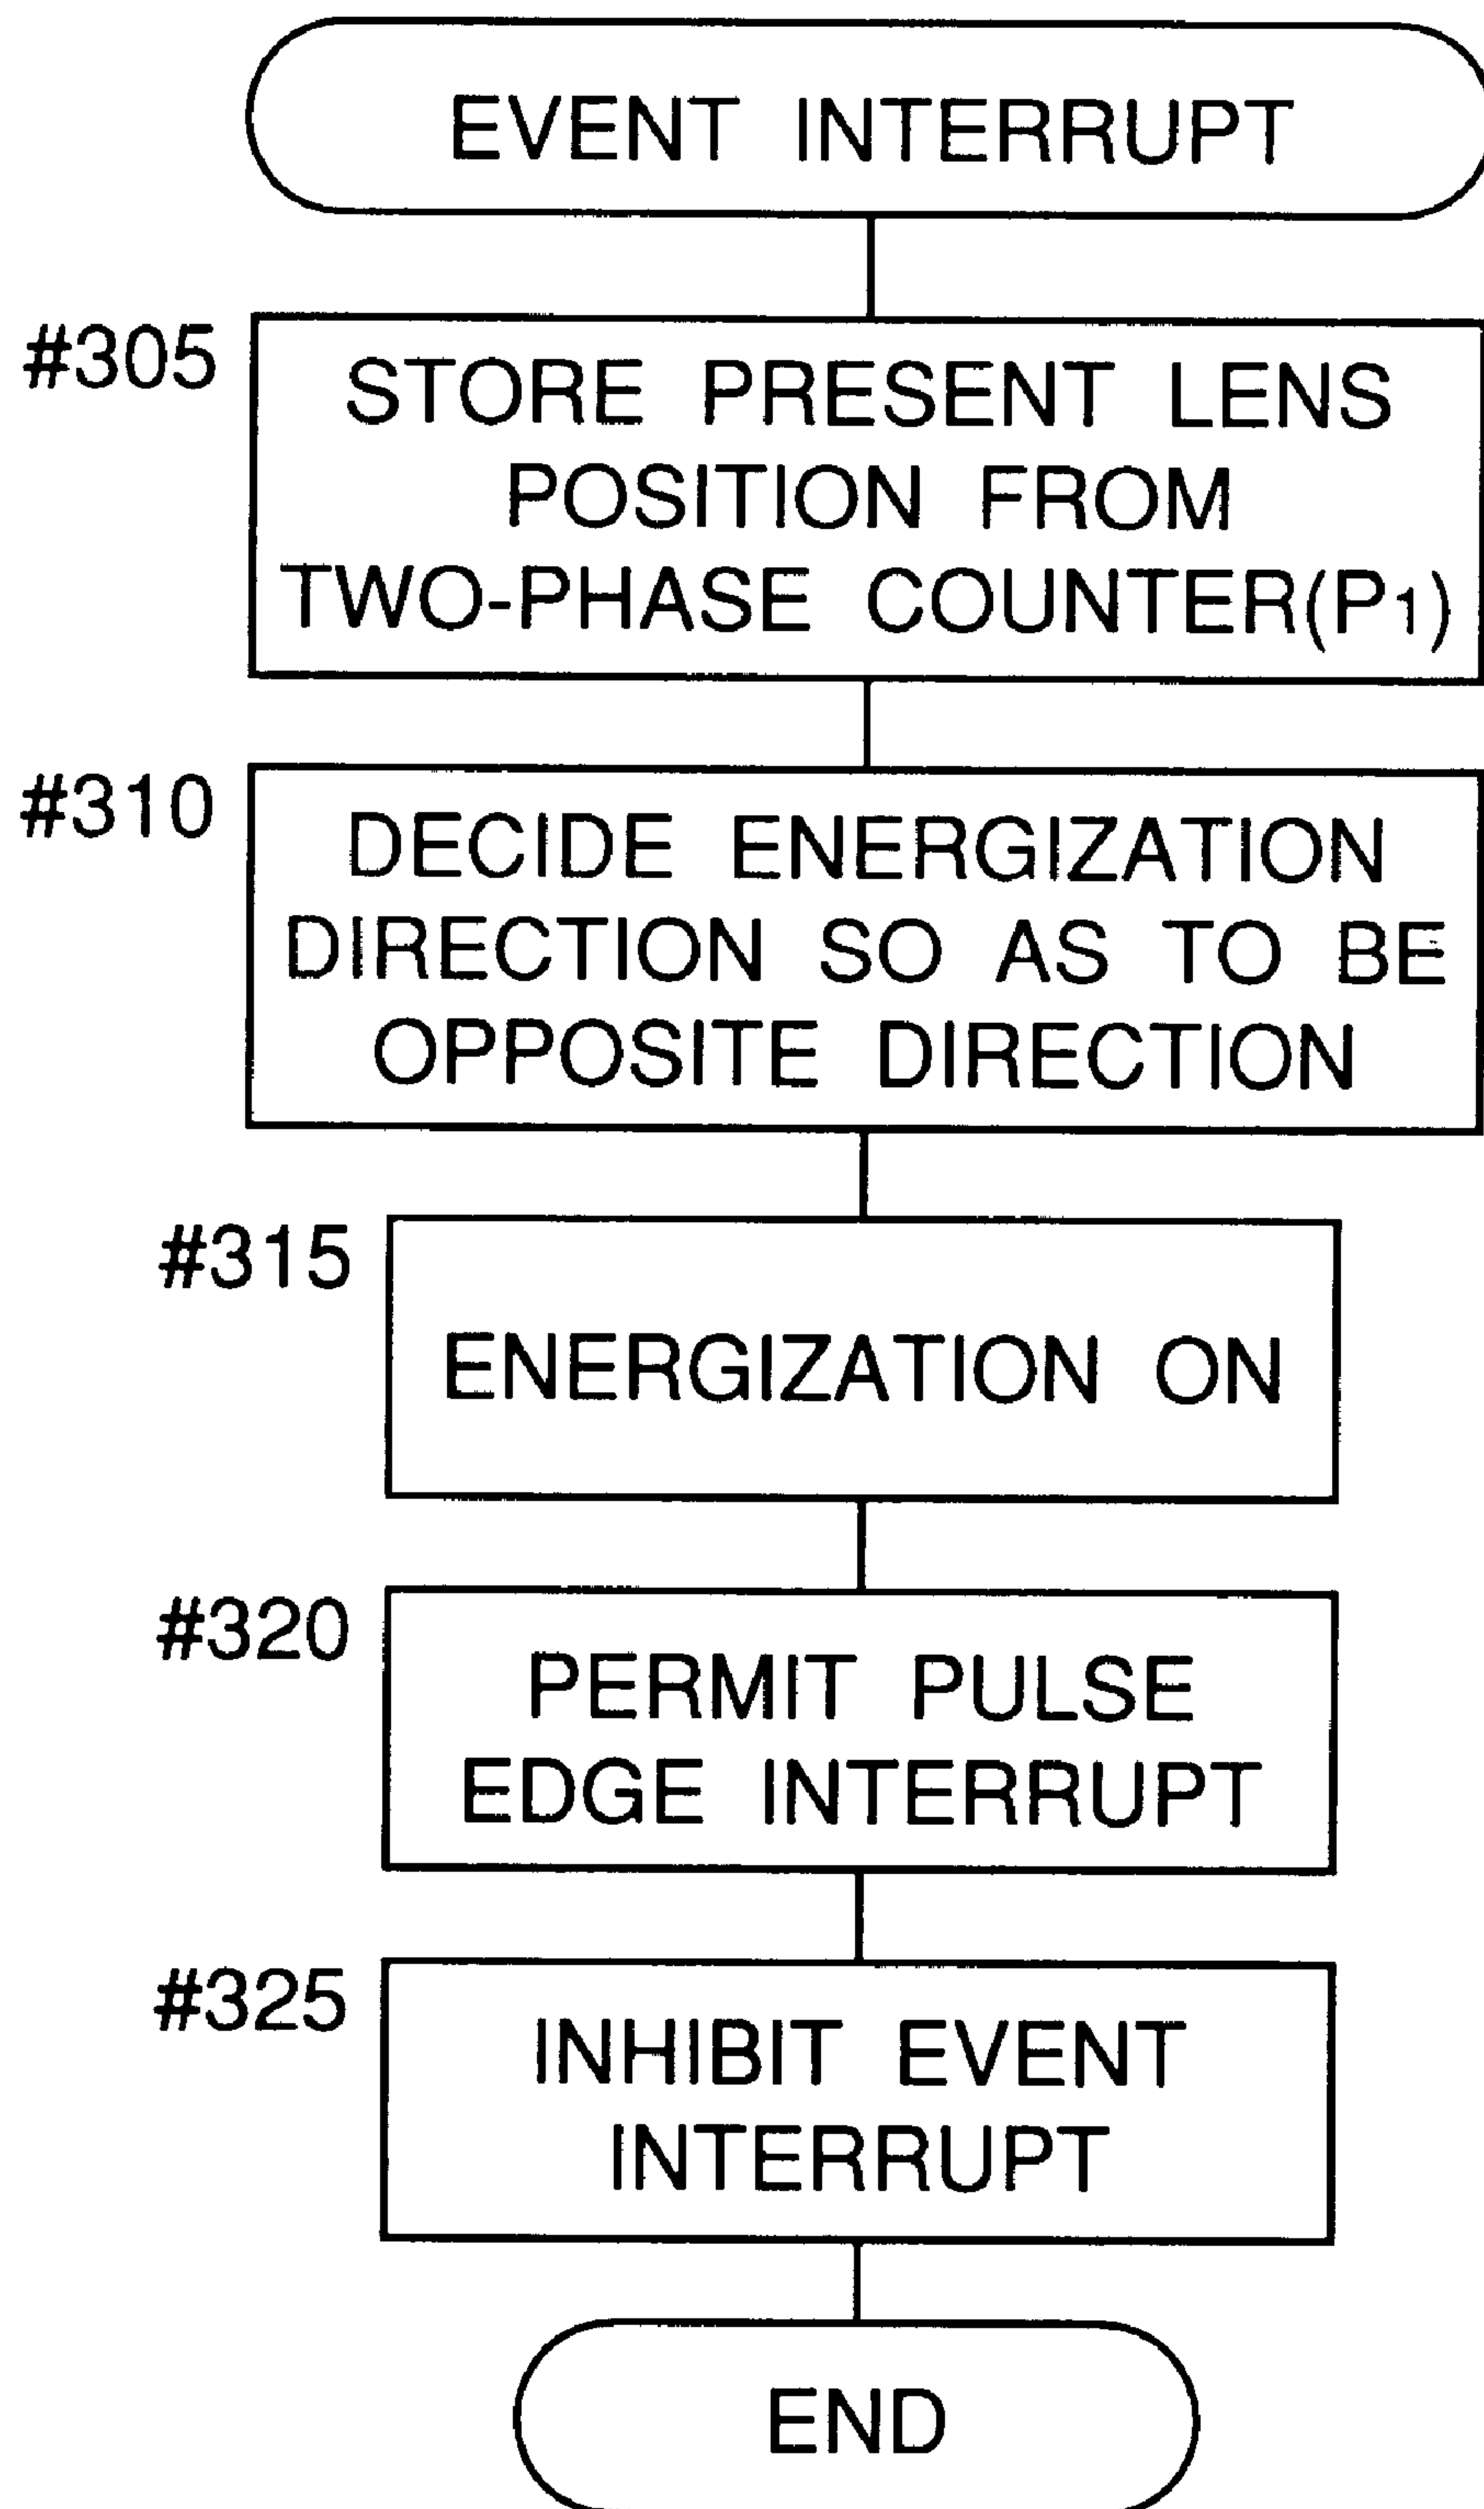 EVENT INTERRUPT
#305
STORE PRESENT LENS
POSITION FROM
TWO-PHASE COUNTER(P1)
#310
DECIDE ENERGIZATION
DIRECTION SO AS TO BE
OPPOSITE DIRECTION
#315
ENERGIZATION ON
#320
PERMIT PULSE
EDGE INTERRUPT
#325
INHIBIT EVENT
INTERRUPT
END